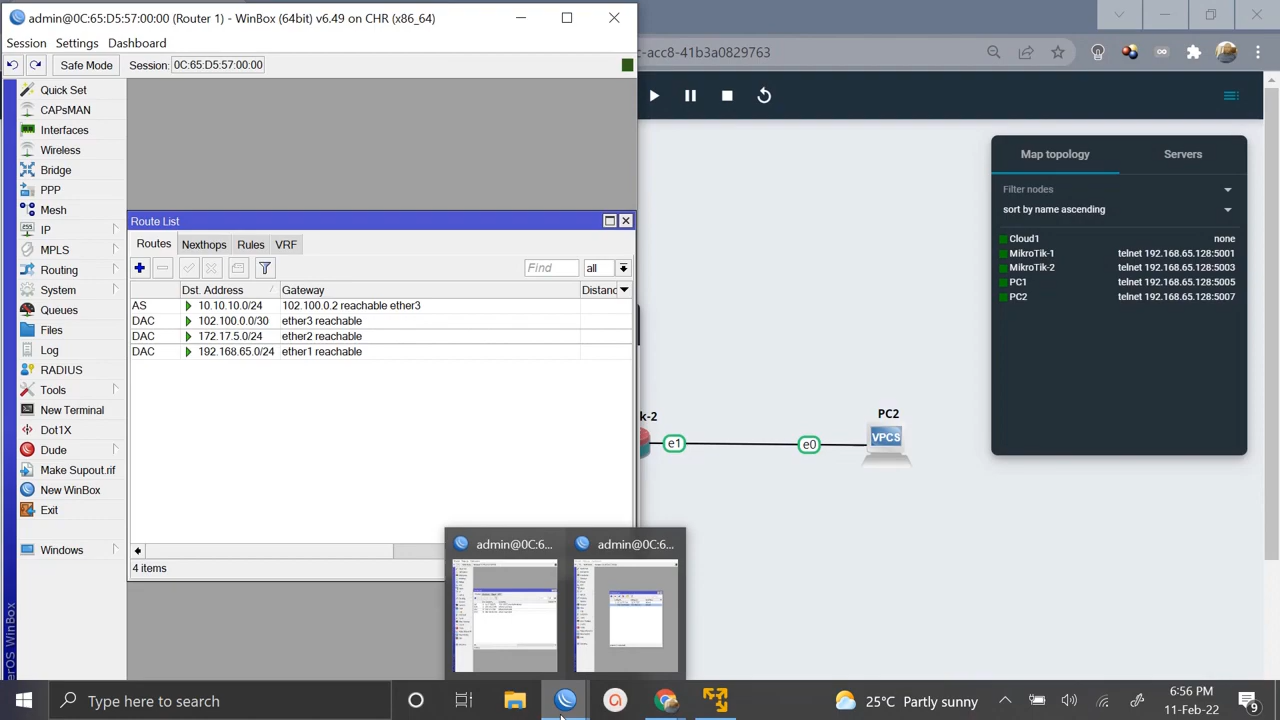 admin@0C:65:D5:57:00:00 (Router 1) - WinBox (64bit) v6.49 on CHR (x86_64)
Session Settings Dashboard
Safe Mode Session: 0C:65:D5:57:00:00
c-acc8-41b3a0829763
Quick Set
CAPsMAN
Interfaces
Wireless
Bridge
PPP
Mesh
IP
MPLS
Routing
System
Queues
Files
Log
RADIUS
Tools
New Terminal
Dot1X
Dude
Make Supout.rif
New WinBox
Exit
Windows
Route List
Routes Nexthops Rules VRF
Find all
Dst. Address Gateway Distanc
AS 10.10.10.0/24 102.100.0.2 reachable ether3
DAC 102.100.0.0/30 ether3 reachable
DAC 172.17.5.0/24 ether2 reachable
DAC 192.168.65.0/24 ether1 reachable
4 items
Map topology Servers
Filter nodes
sort by name ascending
Cloud1 none
MikroTik-1 telnet 192.168.65.128:5001
MikroTik-2 telnet 192.168.65.128:5003
PC1 telnet 192.168.65.128:5005
PC2 telnet 192.168.65.128:5007
k-2
e1
e0
PC2
VPCS
admin@0C:6... admin@0C:6...
erOS WinBox
Type here to search
25°C Partly sunny
6:56 PM
11-Feb-22
9